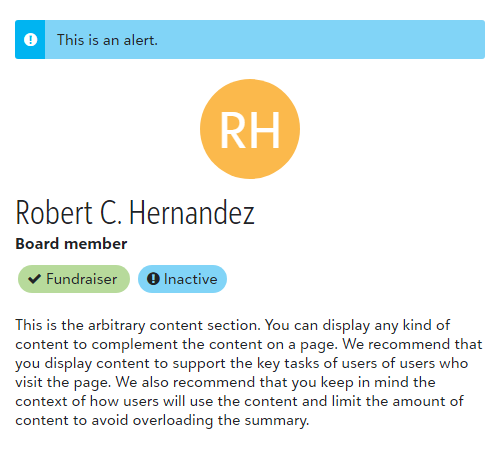 This is an alert.
RH
Robert C. Hernandez
Board member
Fundraiser Inactive
This is the arbitrary content section. You can display any kind of
content to complement the content on a page. We recommend that
you display content to support the key tasks of users of users who
visit the page. We also recommend that you keep in mind the
context of how users will use the content and limit the amount of
content to avoid overloading the summary.